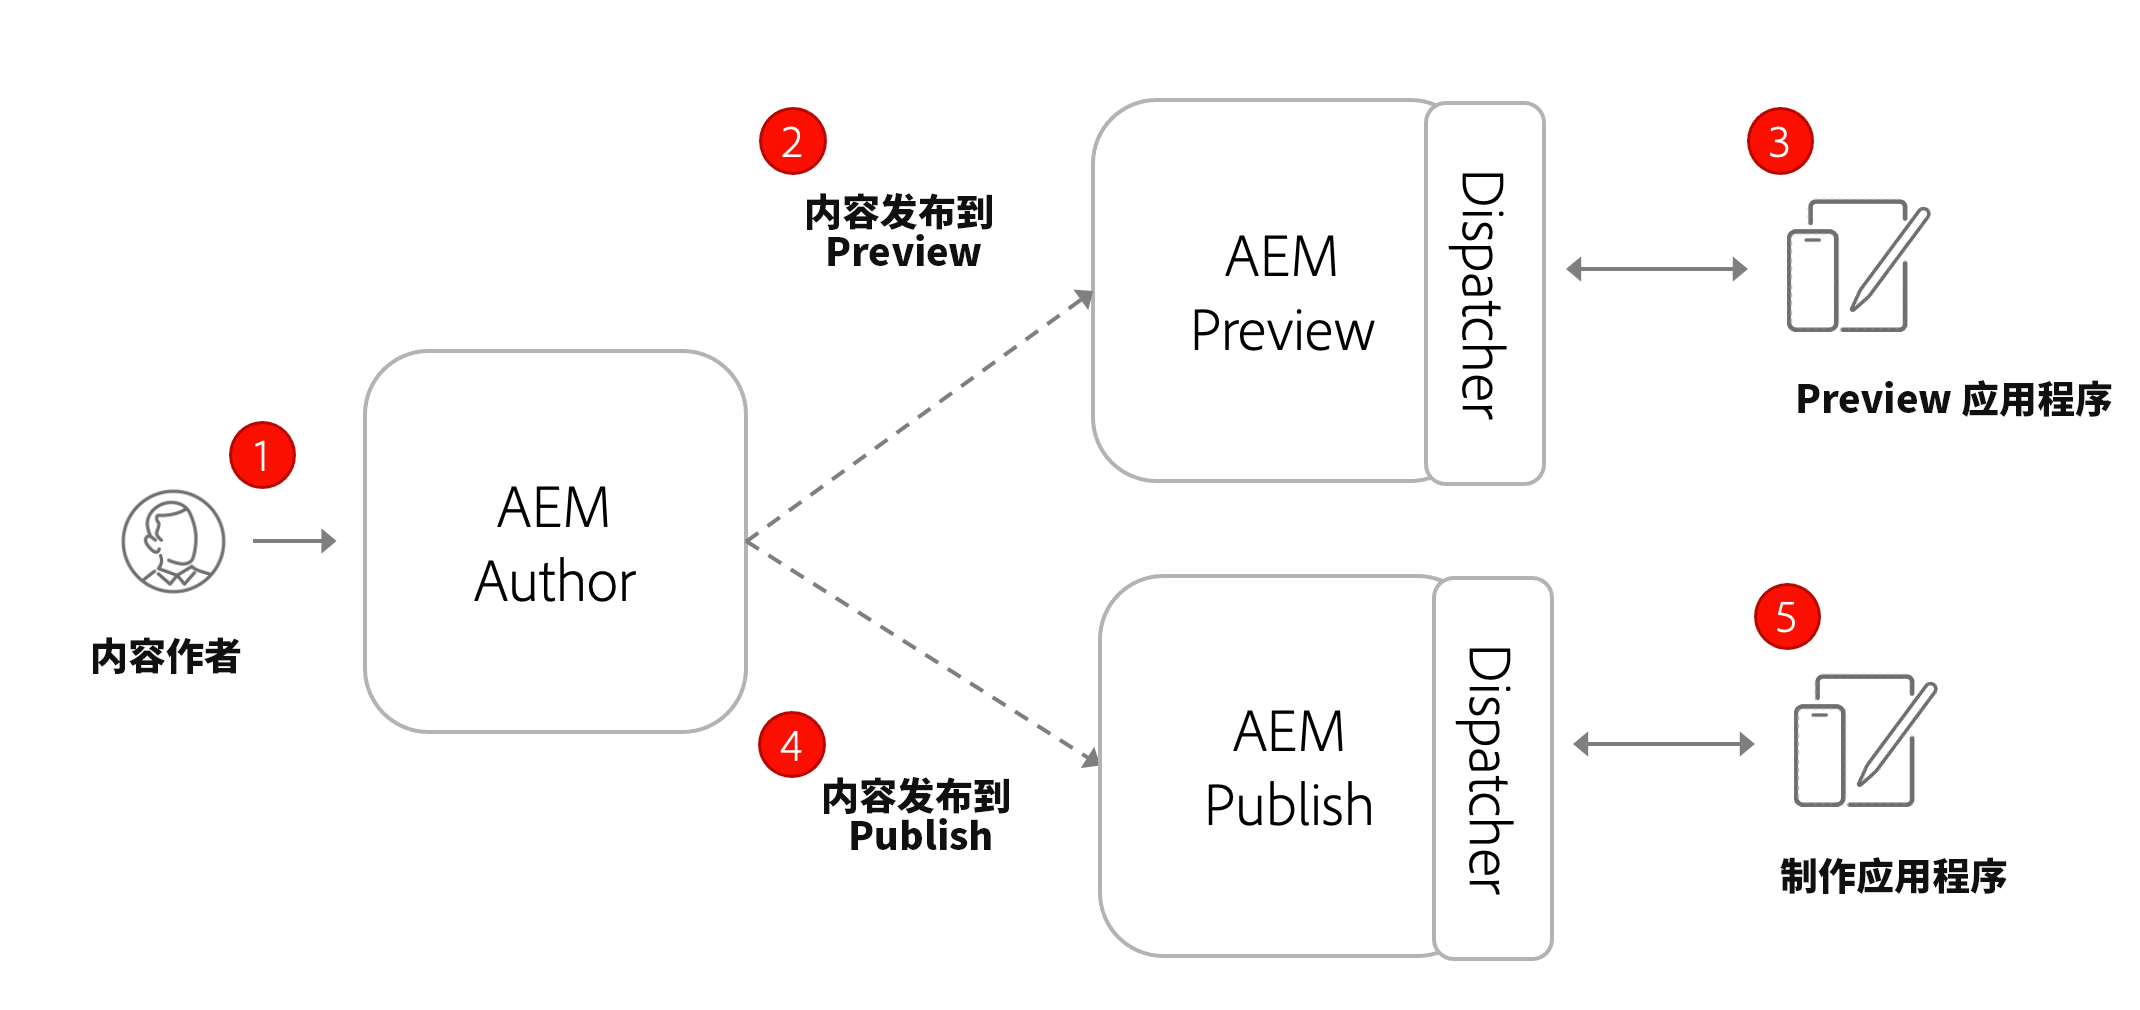 1
内容作者
AEM
Author
2
内容发布到
Preview
AEM
Preview
Dispatcher
3
Preview 应用程序
4
内容发布到
Publish
AEM
Publish
Dispatcher
5
制作应用程序